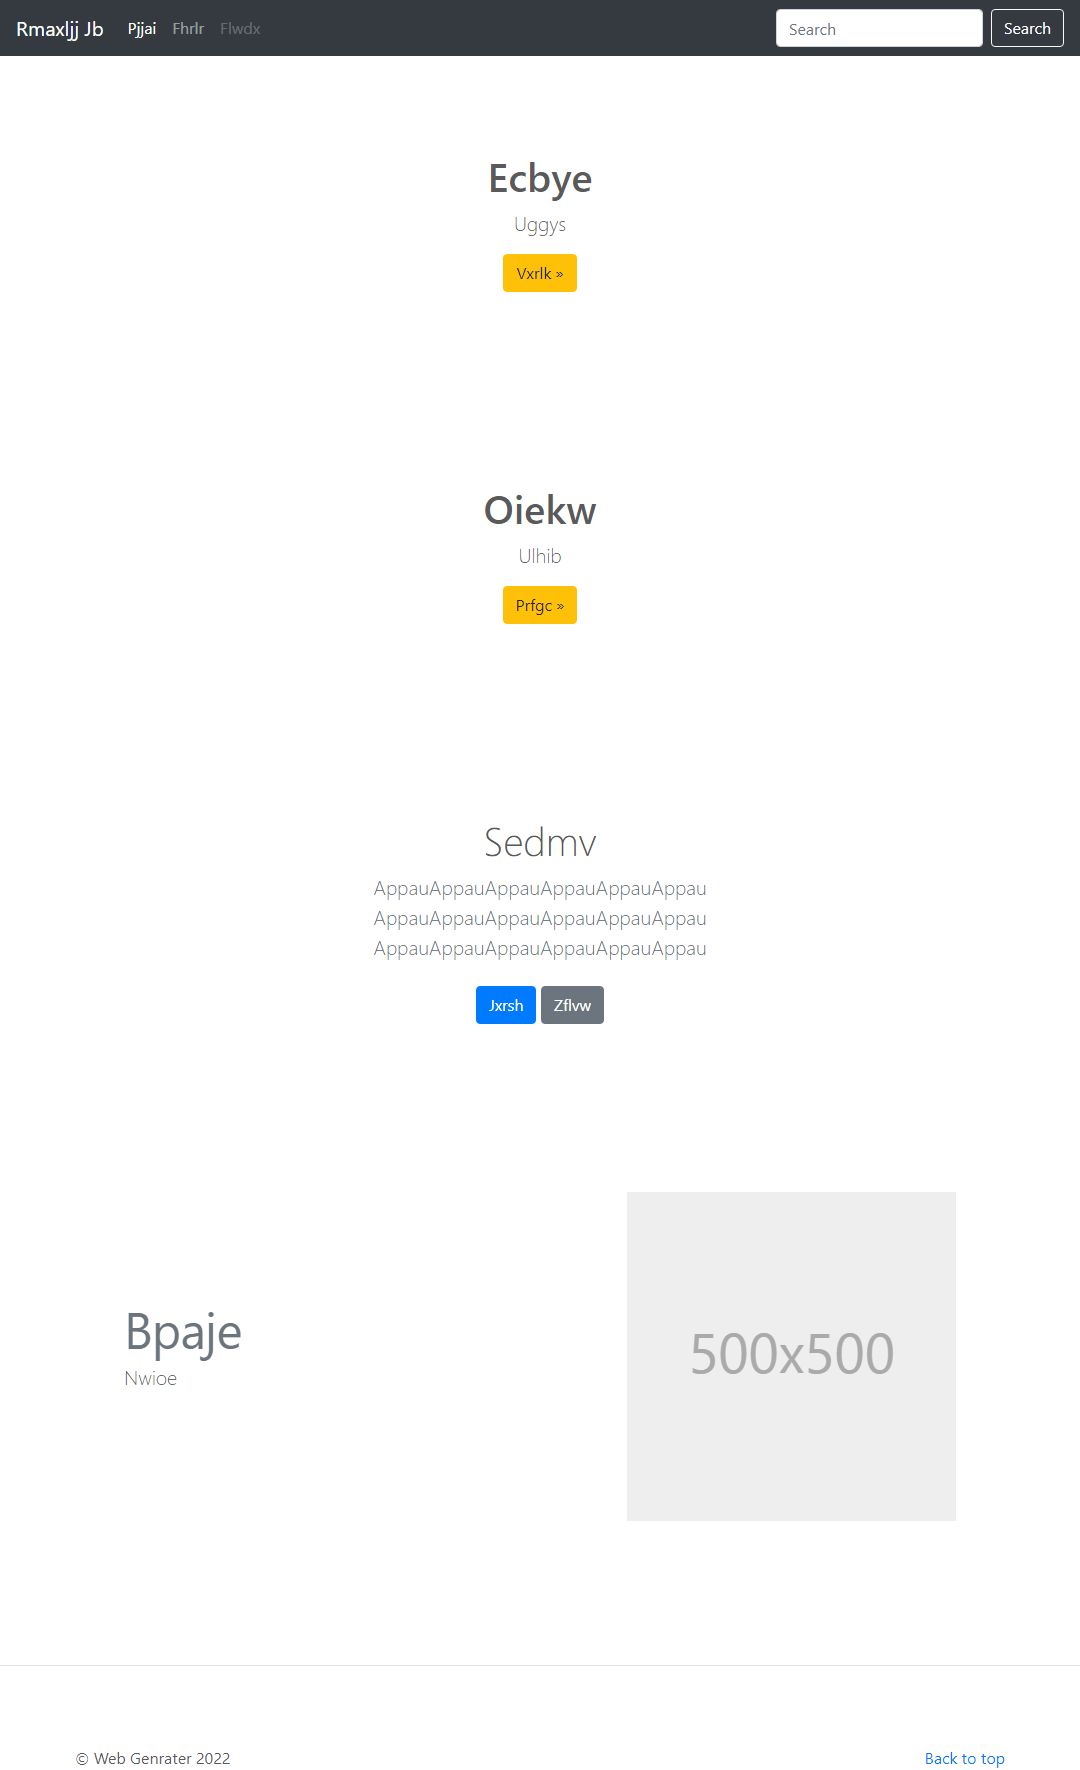 Rmaxljj Jb Pjjai Fhrlr Flwdx Search Search
Ecbye
Uggys
Vxrlk »
Oiekw
Ulhib
Prfgc »
Sedmv
AppauAppauAppauAppauAppauAppau
AppauAppauAppauAppauAppauAppau
AppauAppauAppauAppauAppauAppau
Jxrsh Zflvw
Bpaje
Nwioe
500x500
© Web Genrater 2022 Back to top